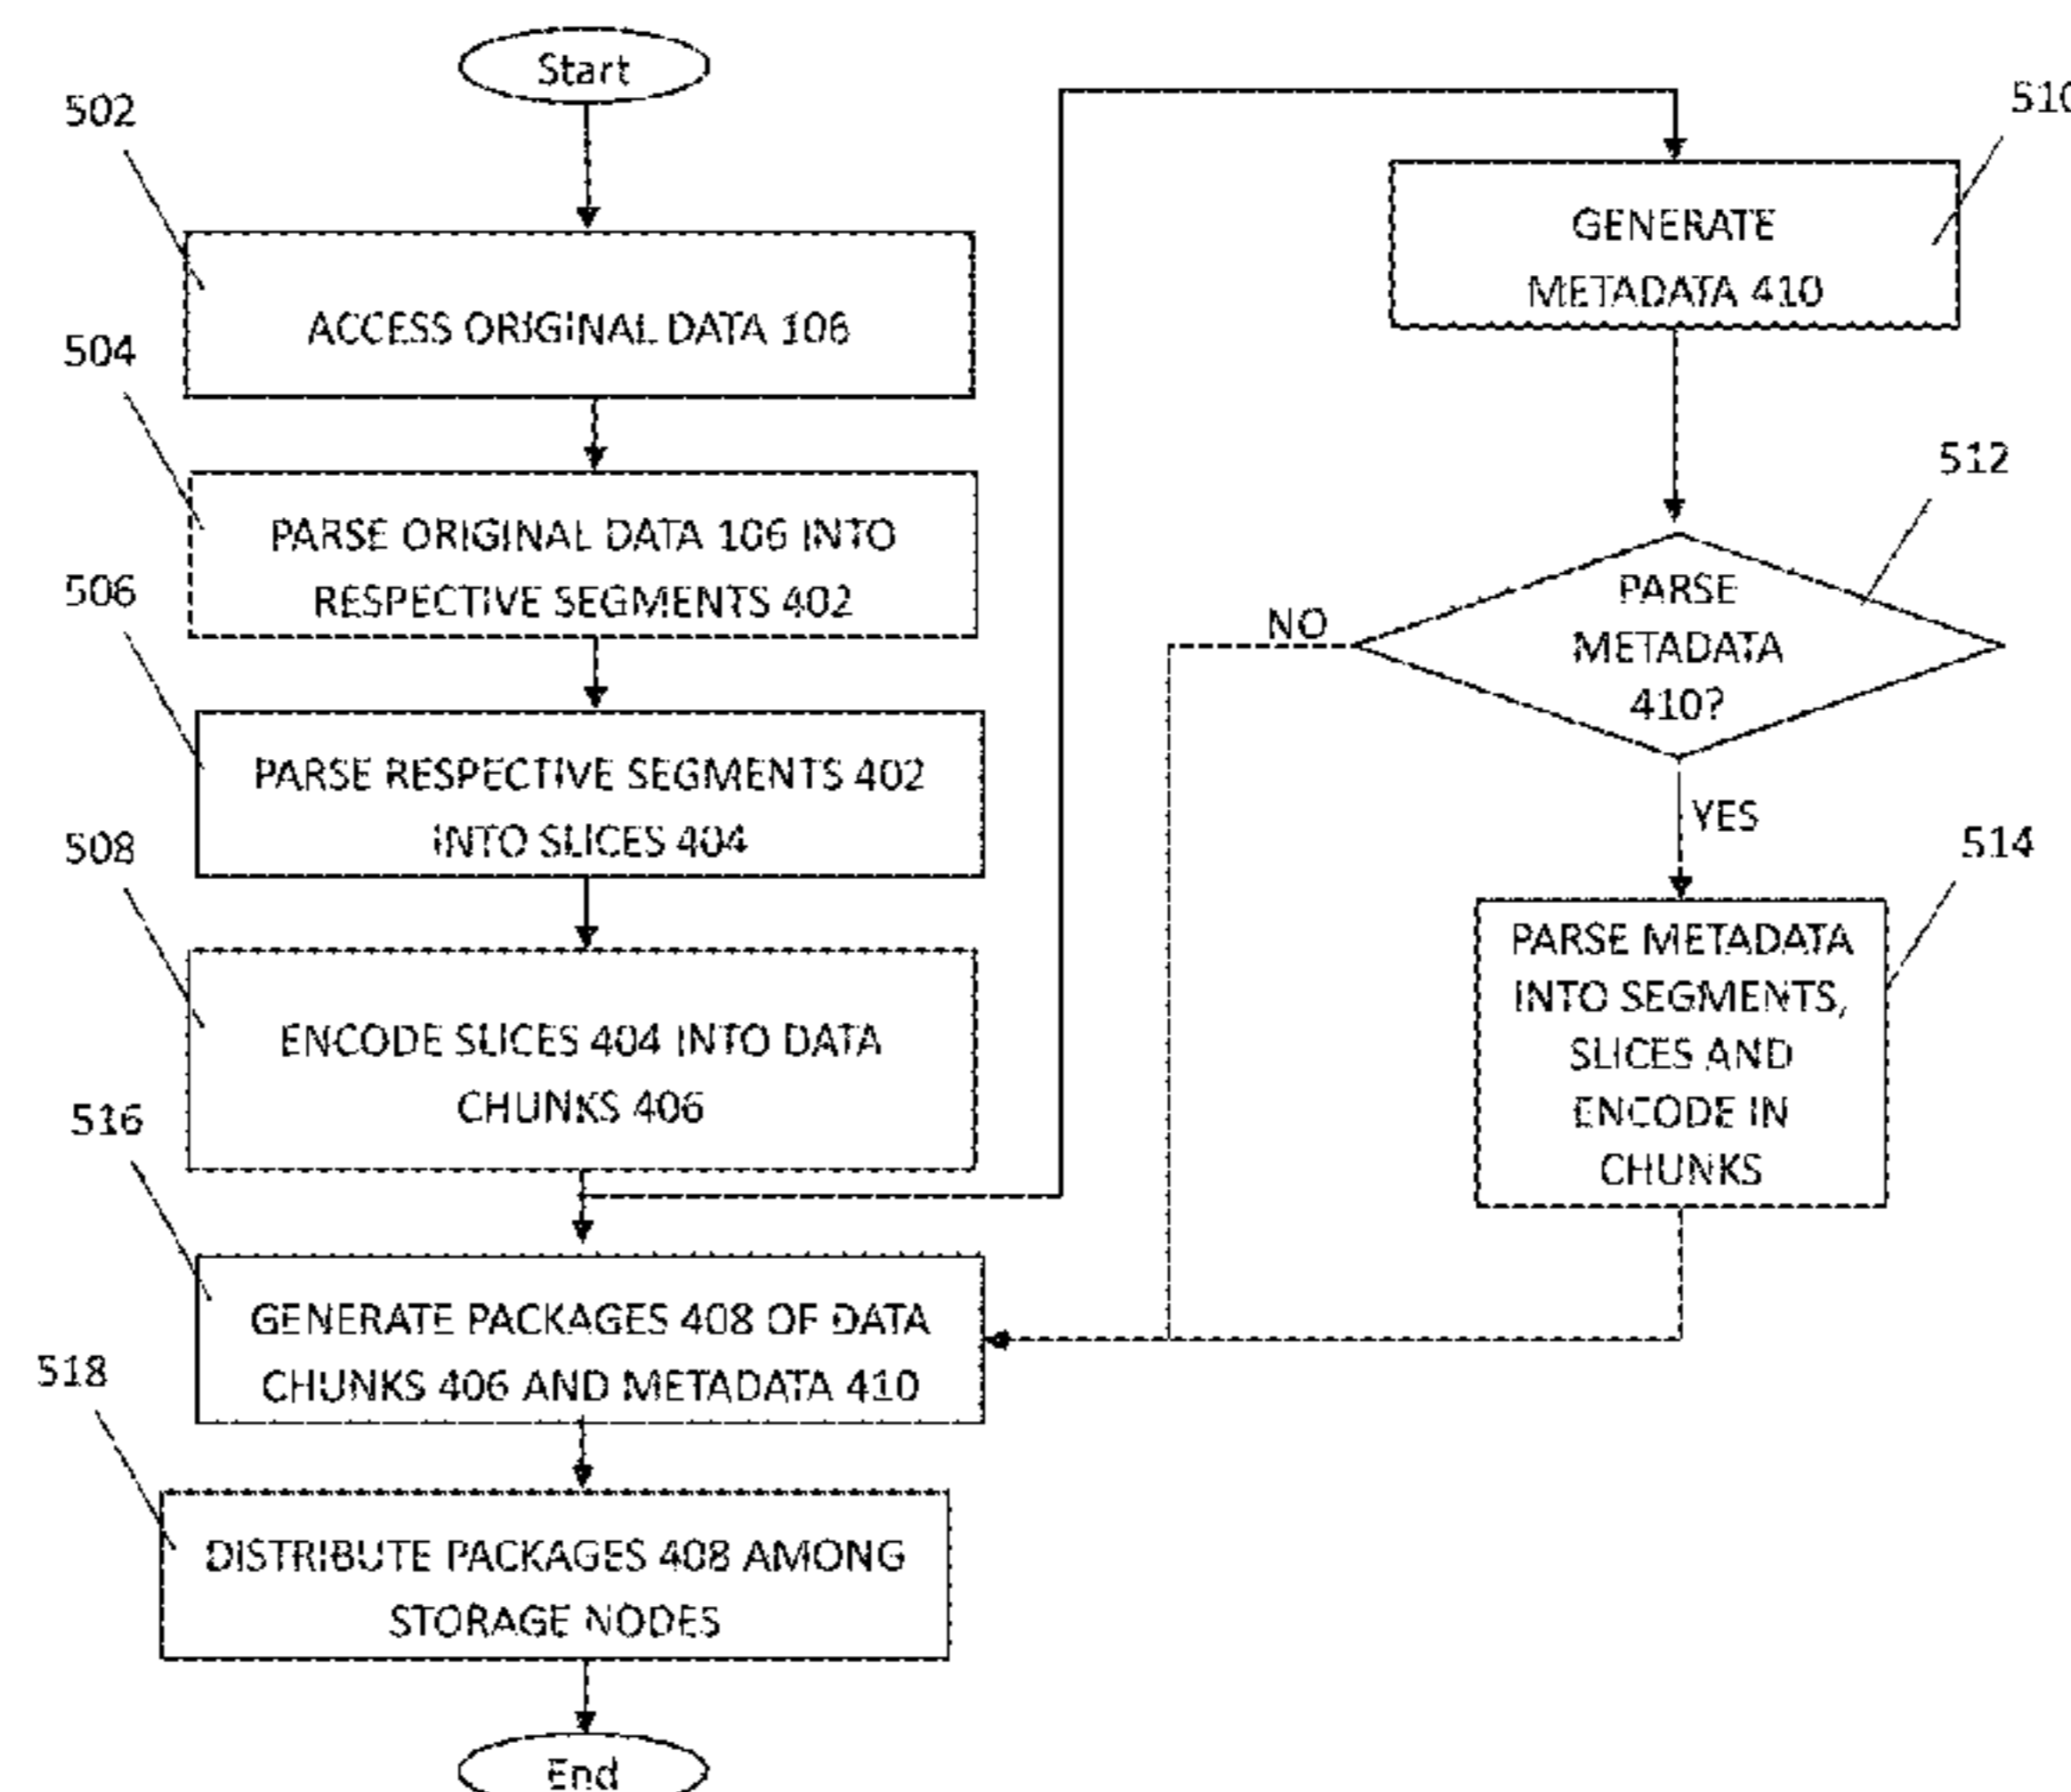 Start
502
ACCESS ORIGINAL DATA 106
504
PARSE ORIGINAL DATA 106 INTO
RESPECTIVE SEGMENTS 402
506
PARSE RESPECTIVE SEGMENTS 402
INTO SLICES 404
508
ENCODE SLICES 404 INTO DATA
CHUNKS 406
516
GENERATE PACKAGES 408 OF DATA
CHUNKS 406 AND METADATA 410
518
DISTRIBUTE PACKAGES 408 AMONG
STORAGE NODES
End
510
GENERATE
METADATA 410
512
PARSE
METADATA
410?
NO
YES
514
PARSE METADATA
INTO SEGMENTS,
SLICES AND
ENCODE IN
CHUNKS